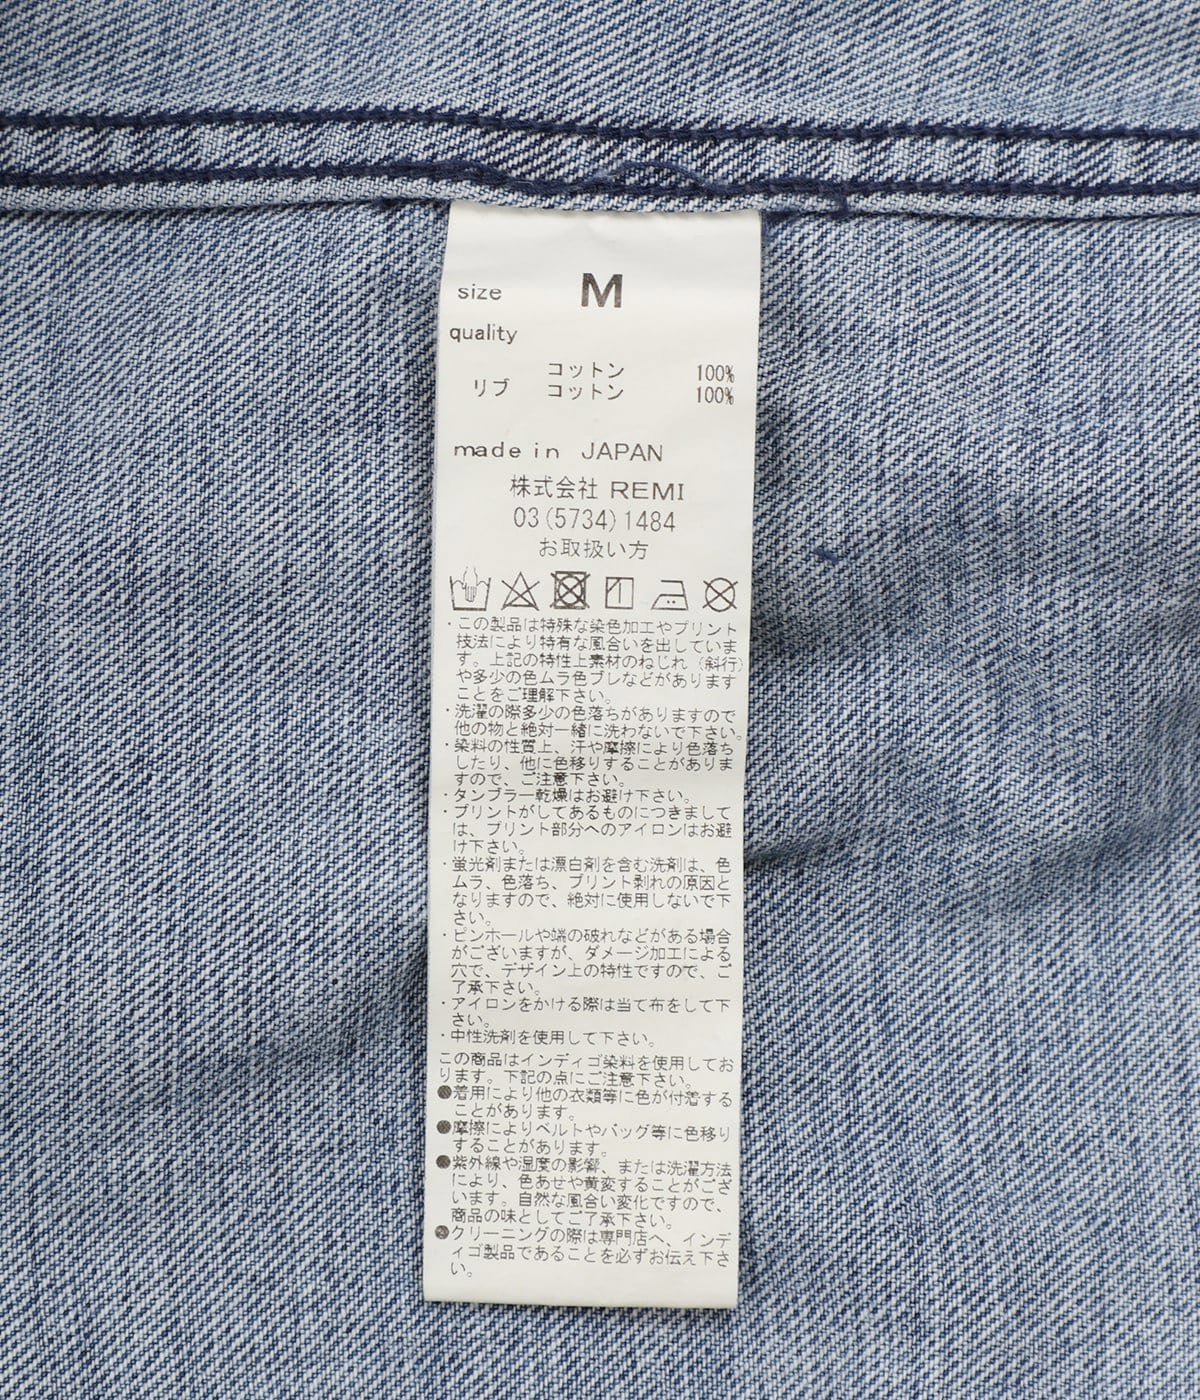 size M
quality
コットン 100%
リブ コットン 100%
made in JAPAN
株式会社 REMI
03(5734)1484
お取扱い方
・この製品は特殊な染色加工やプリント
技法により特有な風合いを出していま
す。上記の特性上素材のねじれ（斜行）
や多少の色ムラ色ブレなどがあります
ことをご理解下さい。
・洗濯の際多少の色落ちがありますので
他の物と絶対一緒に洗わないで下さい。
・染料の性質上、汗や摩擦により色落ち
したり、他に色移りすることがありま
すので、ご注意下さい。
・タンブラー乾燥はお避け下さい。
・プリントがしてあるものにつきまして
は、プリント部分へのアイロンはお避
け下さい。
・蛍光剤または漂白剤を含む洗剤は、色
ムラ、色落ち、プリント剥れの原因と
なりますので、絶対に使用しないで下
さい。
・ピンホールや端の破れなどがある場合
がございますが、ダメージ加工による
穴で、デザイン上の特性ですので、ご
了承下さい。
・アイロンをかける際は当て布をして下
さい。
・中性洗剤を使用して下さい。
この商品はインディゴ染料を使用してお
ります。下記の点にご注意下さい。
●着用により他の衣類等に色が付着する
ことがあります。
●摩擦によりベルトやバッグ等に色移り
することがあります。
●紫外線や湿度の影響、または洗濯方法
により、色あせや黄変することがござ
います。自然な風合い変化ですので、
商品の味としてご了承下さい。
●クリーニングの際は専門店へ、インデ
ィゴ製品であることを必ずお伝え下さ
い。